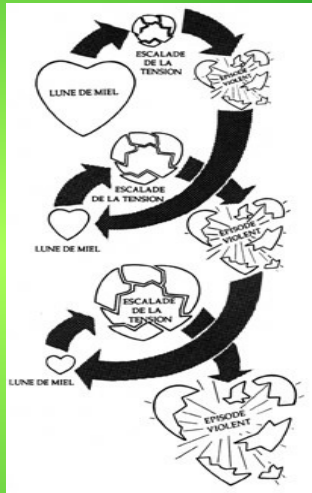 ESCALADE
DE LA
TENSION
LUNE DE MIEL
EPISODE
VIOLENT
ESCALADE
DE LA TENSION
LUNE DE MIEL
EPISODE
VIOLENT
ESCALADE
DE LA
TENSION
LUNE DE MIEL
EPISODE
VIOLENT